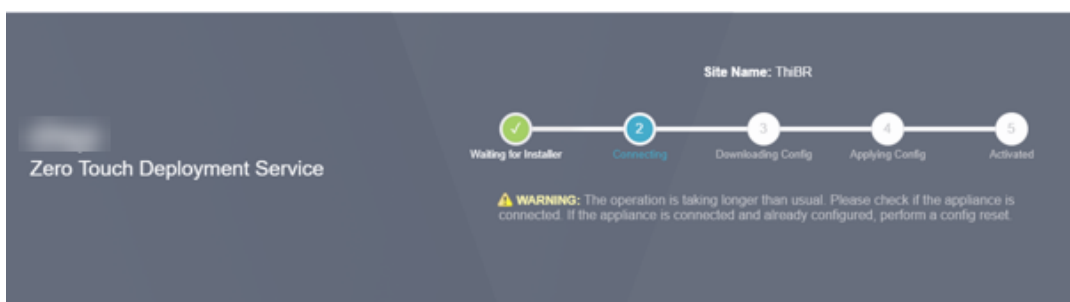 Site Name: ThiBR
✓
2
3
4
5
Waiting for Installer
Connecting
Downloading Config
Applying Config
Activated
Zero Touch Deployment Service
⚠ WARNING: The operation is taking longer than usual. Please check if the appliance is
connected. If the appliance is connected and already configured, perform a config reset.